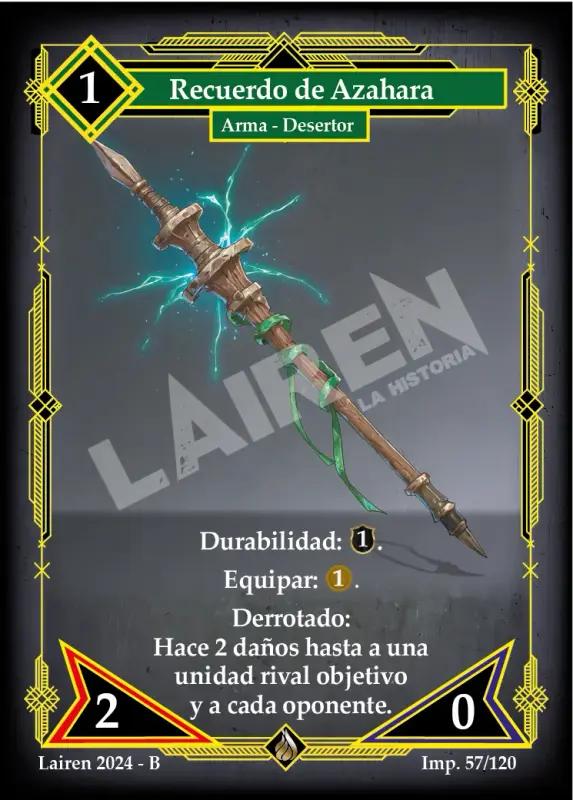 1
Recuerdo de Azahara
Arma - Desertor
LAIREN
LA HISTORIA
Durabilidad: 1.
Equipar: 1.
Derrotado:
Hace 2 daños hasta a una
unidad rival objetivo
y a cada oponente.
2
0
Lairen 2024 - B
Imp. 57/120